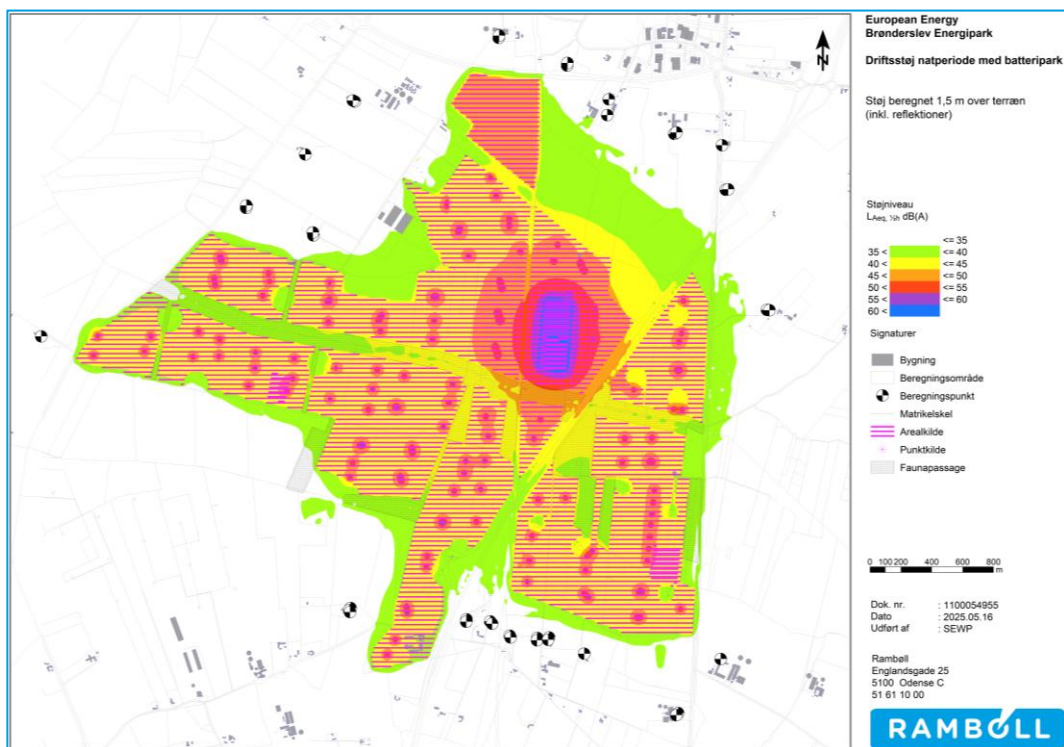 European Energy
Brønderslev Energipark
Driftsstøj natperiode med batteripark
Støj beregnet 1,5 m over terræn
(inkl. reflektioner)
N
Støjniveau
LAeq, ½h dB(A)
<= 35
35 < <= 40
40 < <= 45
45 < <= 50
50 < <= 55
55 < <= 60
60 <
Signaturer
Bygning
Beregningsområde
Beregningspunkt
Matrikelskel
Arealkilde
Punktkilde
Faunapassage
0 100 200 400 600 800
m
Dok. nr. : 1100054955
Dato : 2025.05.16
Udført af : SEWP
Rambøll
Englandsgade 25
5100 Odense C
51 61 10 00
RAMBOLL